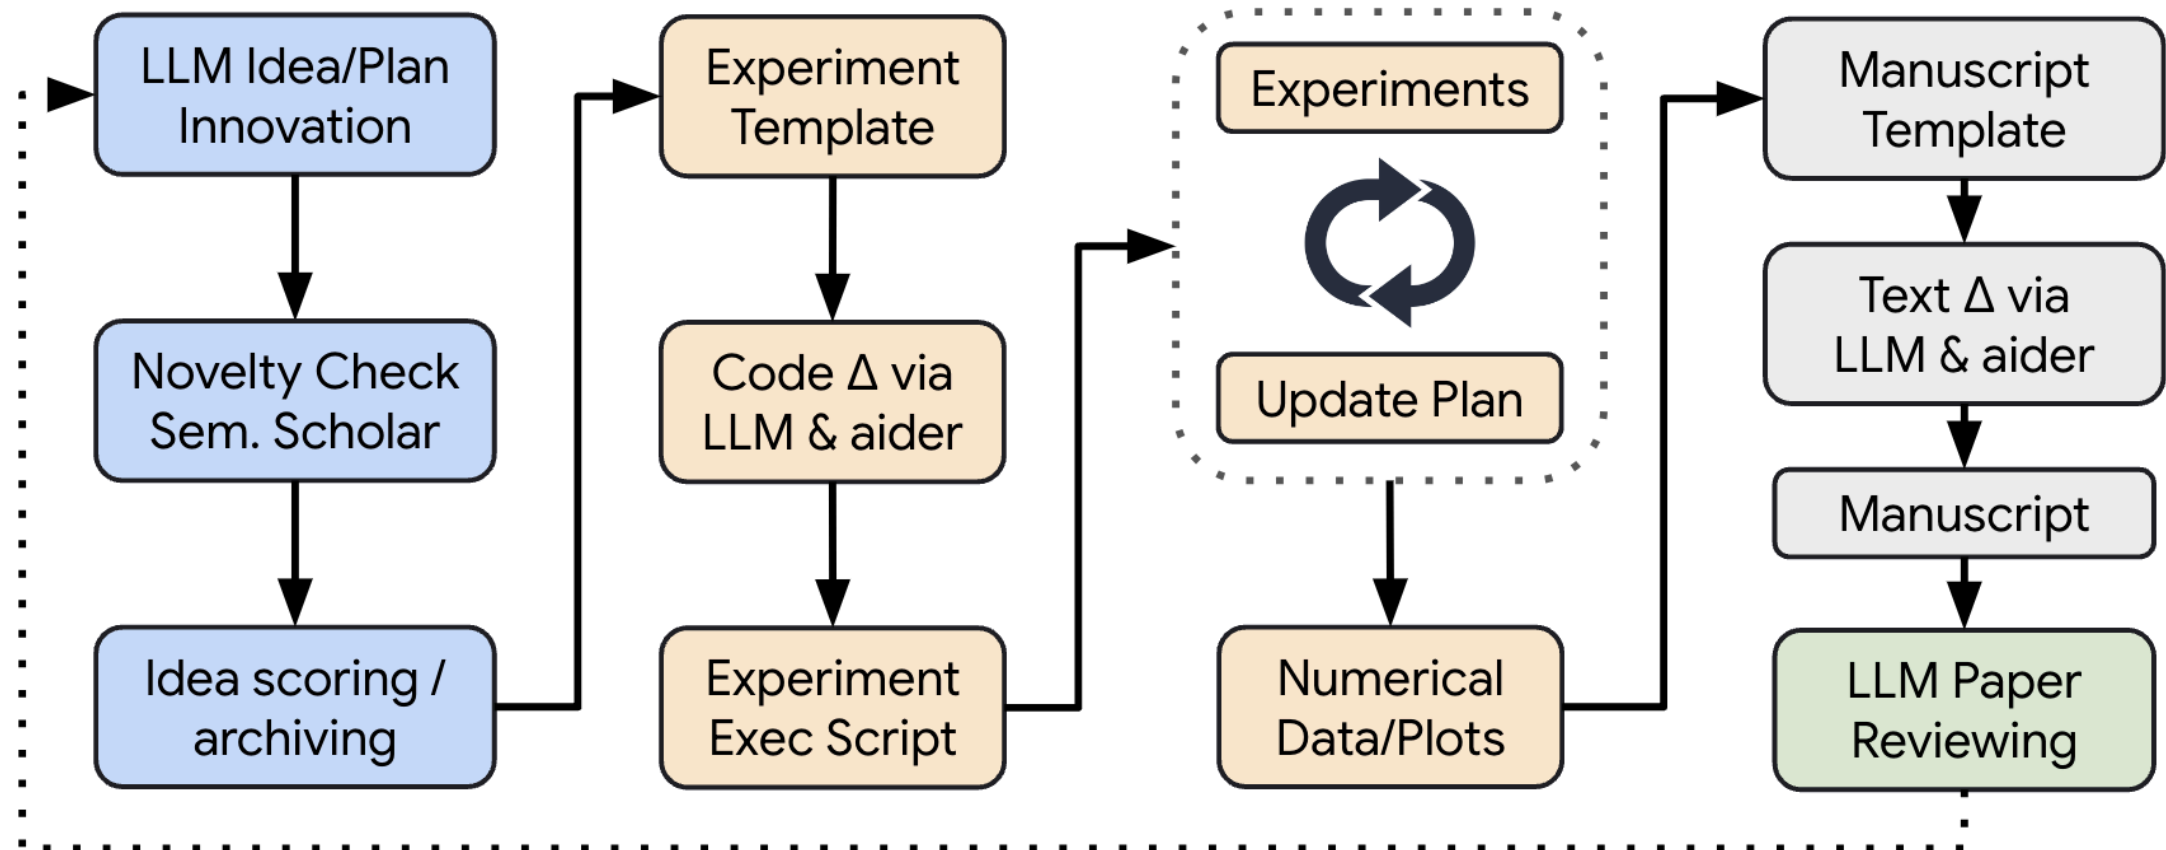 LLM Idea/Plan
Innovation
Novelty Check
Sem. Scholar
Idea scoring /
archiving
Experiment
Template
Code Δ via
LLM & aider
Experiment
Exec Script
Experiments
Update Plan
Numerical
Data/Plots
Manuscript
Template
Text Δ via
LLM & aider
Manuscript
LLM Paper
Reviewing